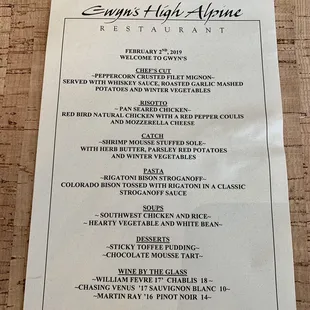 Gwyn's High Alpine
RESTAURANT
FEBRUARY 2ND, 2019
WELCOME TO GWYN'S
CHEF'S CUT
~PEPPERCORN CRUSTED FILET MIGNON~
SERVED WITH WHISKEY SAUCE, ROASTED GARLIC MASHED
POTATOES AND WINTER VEGETABLES
RISOTTO
~ PAN SEARED CHICKEN~
RED BIRD NATURAL CHICKEN WITH A RED PEPPER COULIS
AND MOZZERELLA CHEESE
CATCH
~SHRIMP MOUSSE STUFFED SOLE~
WITH HERB BUTTER, PARSLEY RED POTATOES
AND WINTER VEGETABLES
PASTA
~RIGATONI BISON STROGANOFF~
COLORADO BISON TOSSED WITH RIGATONI IN A CLASSIC
STROGANOFF SAUCE
SOUPS
~ SOUTHWEST CHICKEN AND RICE~
~ HEARTY VEGETABLE AND WHITE BEAN~
DESSERTS
~STICKY TOFFEE PUDDING~
~CHOCOLATE MOUSSE TART~
WINE BY THE GLASS
~WILLIAM FEVRE 17' CHABLIS 18 ~
~CHASING VENUS '17 SAUVIGNON BLANC 10~
~MARTIN RAY '16 PINOT NOIR 14~